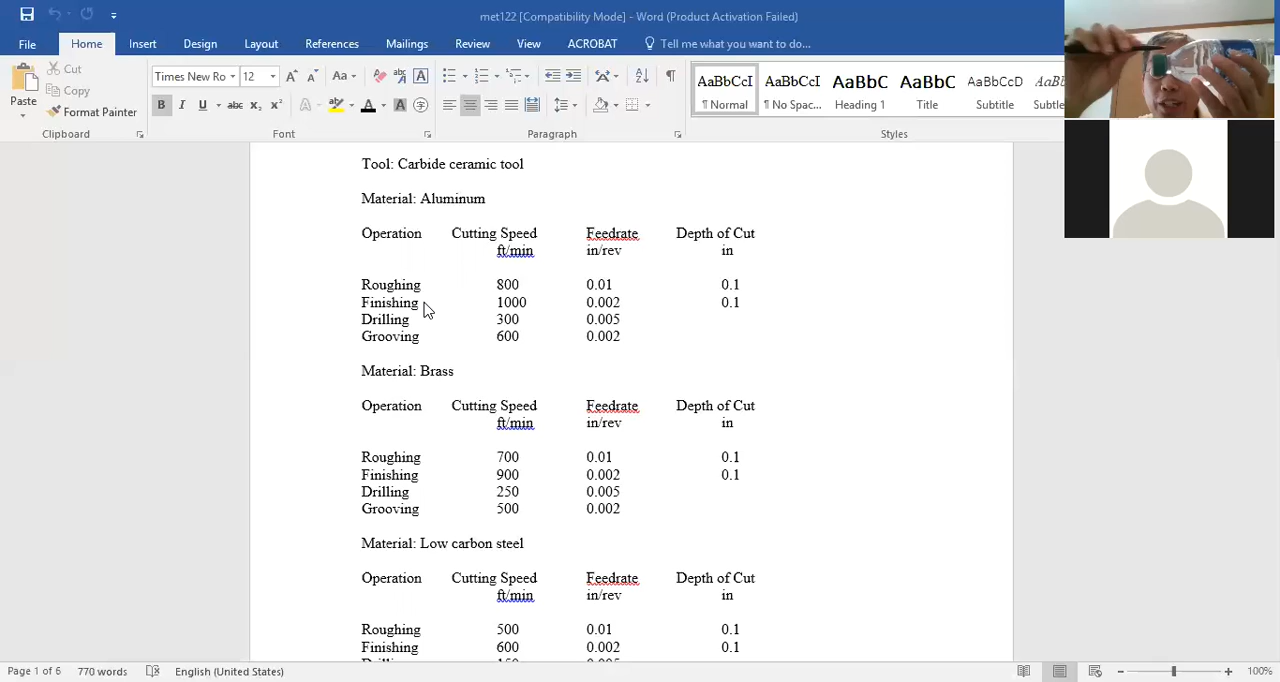 met122 [Compatibility Mode] - Word (Product Activation Failed)
File Home Insert Design Layout References Mailings Review View ACROBAT Tell me what you want to do...
Paste
Cut
Copy
Format Painter
Clipboard
Times New Ro 12
Font
Paragraph
AaBbCcI AaBbCcI AaBbC AaBbC AaBbCcD
¶ Normal ¶ No Spec... Heading 1 Title Subtitle Subtle
Styles
Tool: Carbide ceramic tool
Material: Aluminum
Operation Cutting Speed Feedrate Depth of Cut
ft/min in/rev in
Roughing 800 0.01 0.1
Finishing 1000 0.002 0.1
Drilling 300 0.005
Grooving 600 0.002
Material: Brass
Operation Cutting Speed Feedrate Depth of Cut
ft/min in/rev in
Roughing 700 0.01 0.1
Finishing 900 0.002 0.1
Drilling 250 0.005
Grooving 500 0.002
Material: Low carbon steel
Operation Cutting Speed Feedrate Depth of Cut
ft/min in/rev in
Roughing 500 0.01 0.1
Finishing 600 0.002 0.1
Page 1 of 6 770 words English (United States) 100%